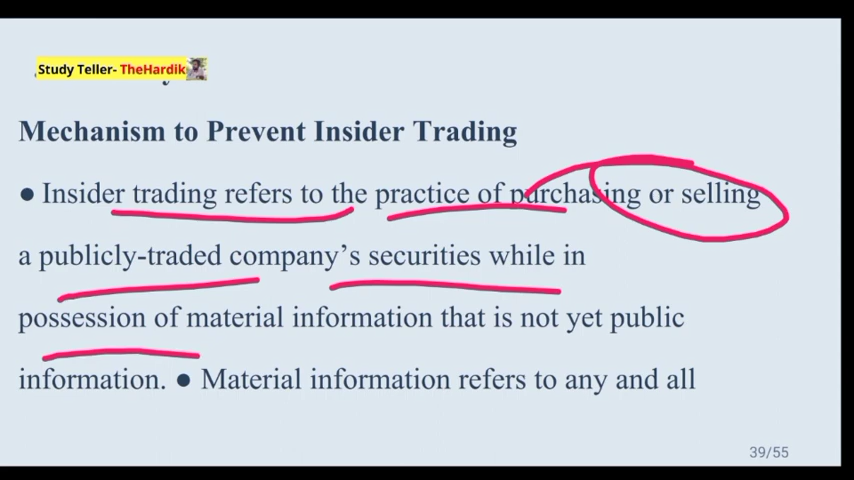 Study Teller- TheHardik
Mechanism to Prevent Insider Trading
● Insider trading refers to the practice of purchasing or selling
a publicly-traded company’s securities while in
possession of material information that is not yet public
information. ● Material information refers to any and all
39/55